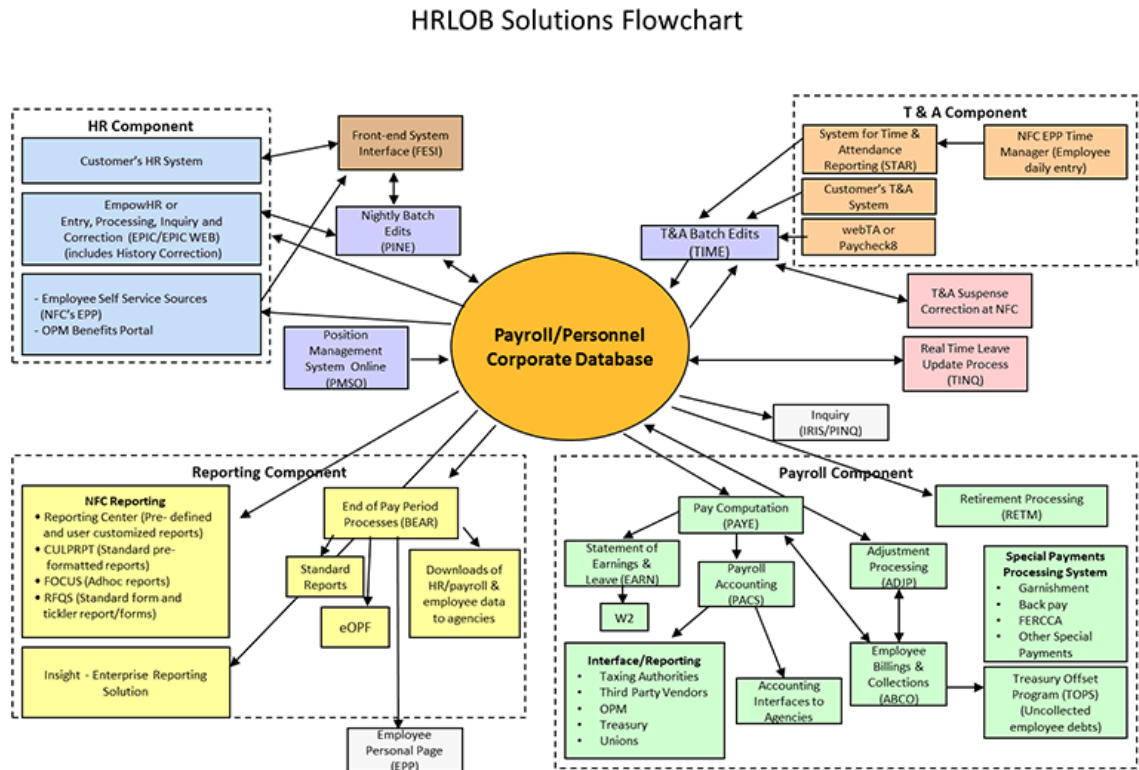 HRLOB Solutions Flowchart
HR Component
Customer's HR System
EmpowHR or
Entry, Processing, Inquiry and
Correction (EPIC/EPIC WEB)
(includes History Correction)
- Employee Self Service Sources
(NFC's EPP)
- OPM Benefits Portal
Front-end System
Interface (FESI)
Nightly Batch
Edits
(PINE)
Position
Management
System Online
(PMSO)
Payroll/Personnel
Corporate Database
T & A Component
System for Time &
Attendance
Reporting (STAR)
NFC EPP Time
Manager (Employee
daily entry)
Customer's T&A
System
webTA or
Paycheck8
T&A Batch Edits
(TIME)
T&A Suspense
Correction at NFC
Real Time Leave
Update Process
(TINQ)
Inquiry
(IRIS/PINQ)
Reporting Component
NFC Reporting
• Reporting Center (Pre- defined
and user customized reports)
• CULPRPT (Standard pre-
formatted reports)
• FOCUS (Adhoc reports)
• RFQS (Standard form and
tickler report/forms)
Insight - Enterprise Reporting
Solution
End of Pay Period
Processes (BEAR)
Standard
Reports
eOPF
Downloads of
HR/payroll &
employee data
to agencies
Employee
Personal Page
(EPP)
Payroll Component
Pay Computation
(PAYE)
Retirement Processing
(RETM)
Statement of
Earnings &
Leave (EARN)
W2
Payroll
Accounting
(PACS)
Adjustment
Processing
(ADJP)
Special Payments
Processing System
• Garnishment
• Back pay
• FERCCA
• Other Special
Payments
Interface/Reporting
• Taxing Authorities
• Third Party Vendors
• OPM
• Treasury
• Unions
Accounting
Interfaces to
Agencies
Employee
Billings &
Collections
(ABCO)
Treasury Offset
Program (TOPS)
(Uncollected
employee debts)